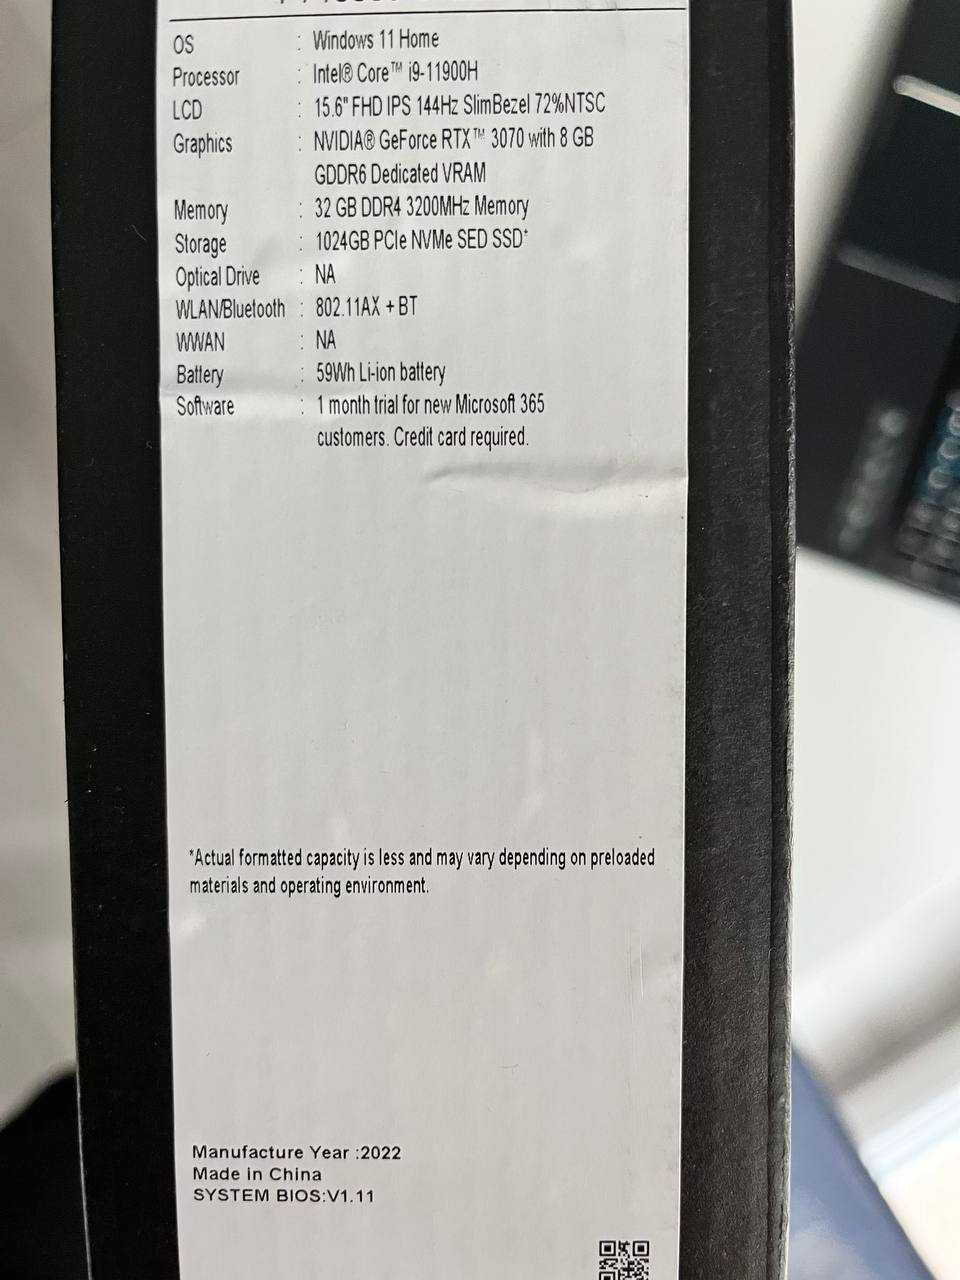 OS : Windows 11 Home
Processor : Intel® Core™ i9-11900H
LCD : 15.6" FHD IPS 144Hz SlimBezel 72%NTSC
Graphics : NVIDIA® GeForce RTX™ 3070 with 8 GB
GDDR6 Dedicated VRAM
Memory : 32 GB DDR4 3200MHz Memory
Storage : 1024GB PCIe NVMe SED SSD*
Optical Drive : NA
WLAN/Bluetooth : 802.11AX + BT
WWAN : NA
Battery : 59Wh Li-ion battery
Software : 1 month trial for new Microsoft 365
customers. Credit card required.
*Actual formatted capacity is less and may vary depending on preloaded
materials and operating environment.
Manufacture Year :2022
Made in China
SYSTEM BIOS:V1.11